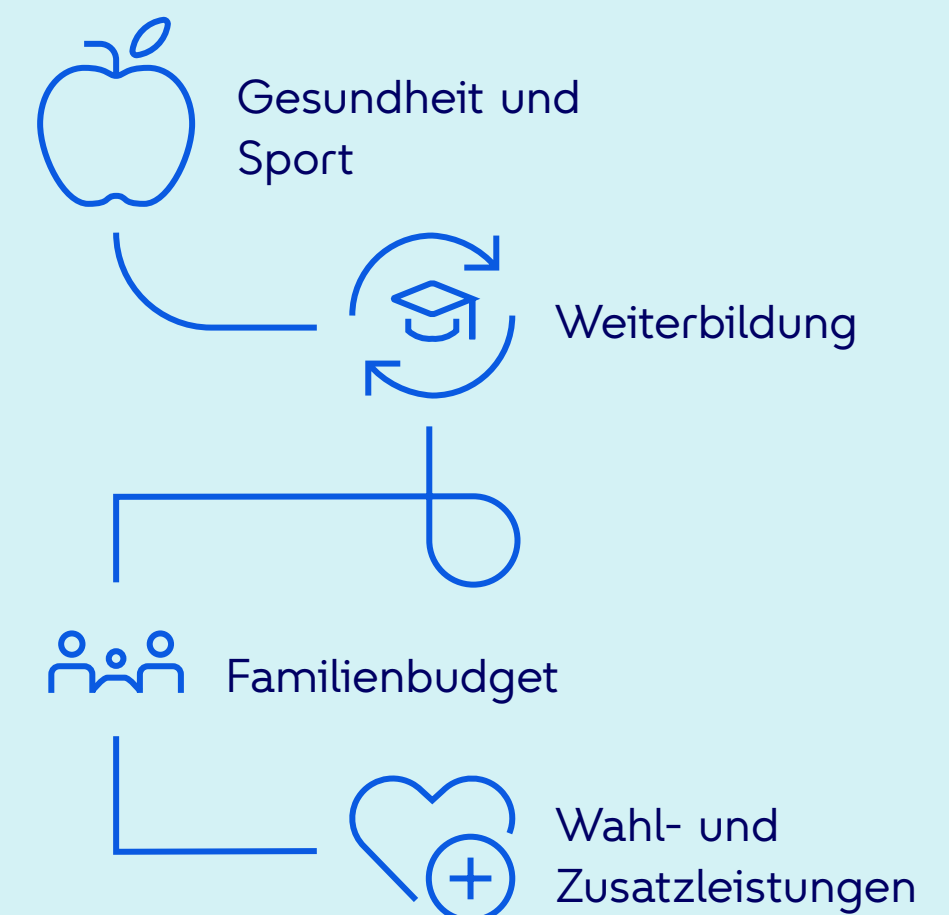 Gesundheit und
Sport
Weiterbildung
Familienbudget
Wahl- und
Zusatzleistungen